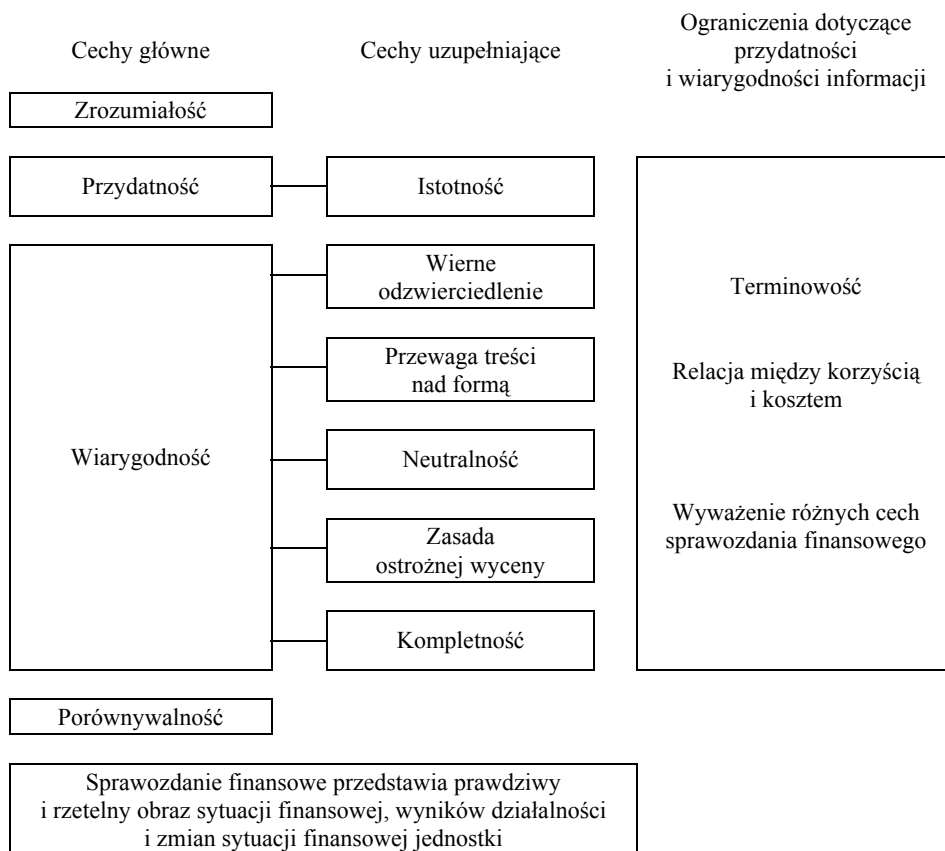 Cechy główne
Cechy uzupełniające
Ograniczenia dotyczące
przydatności
i wiarygodności informacji
Zrozumiałość
Przydatność
Istotność
Wiarygodność
Wierne
odzwierciedlenie
Przewaga treści
nad formą
Neutralność
Zasada
ostrożnej wyceny
Kompletność
Terminowość
Relacja między korzyścią
i kosztem
Wyważenie różnych cech
sprawozdania finansowego
Porównywalność
Sprawozdanie finansowe przedstawia prawdziwy
i rzetelny obraz sytuacji finansowej, wyników działalności
i zmian sytuacji finansowej jednostki